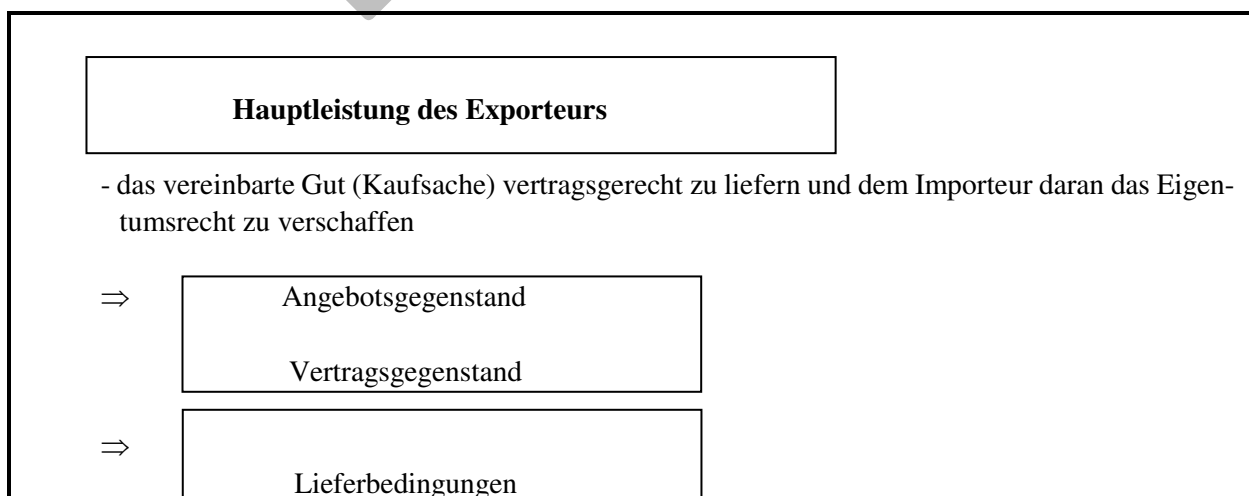 Hauptleistung des Exporteurs
- das vereinbarte Gut (Kaufsache) vertragsgerecht zu liefern und dem Importeur daran das Eigen-
tumsrecht zu verschaffen
⇒ Angebotsgegenstand
Vertragsgegenstand
⇒
Lieferbedingungen